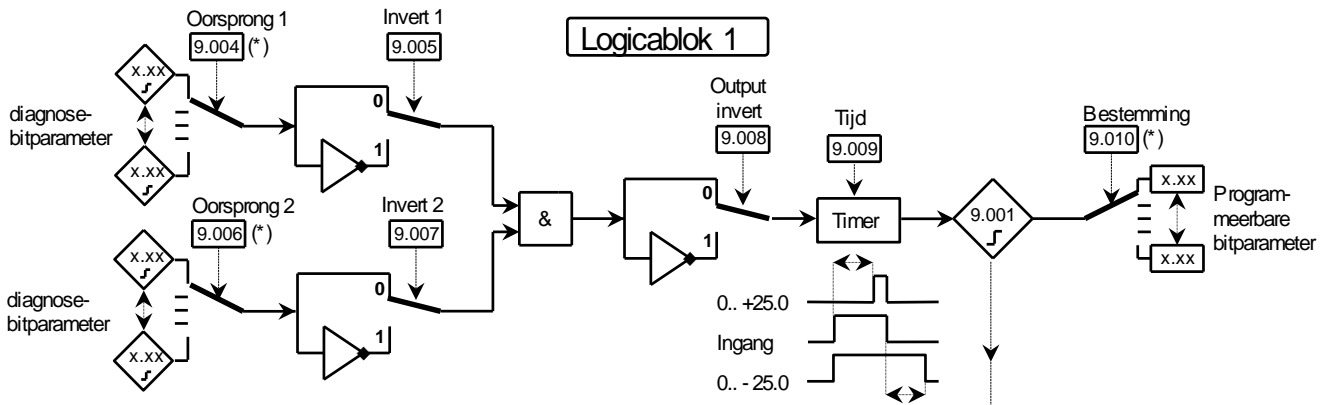 Logicablok 1
Oorsprong 1
9.004 (*)
Invert 1
9.005
x.xx
diagnose-
bitparameter
x.xx
0
1
Oorsprong 2
9.006 (*)
Invert 2
9.007
x.xx
diagnose-
bitparameter
x.xx
0
1
&
Output
invert
9.008
0
1
Tijd
9.009
Timer
9.001
Bestemming
9.010 (*)
x.xx
Program-
meerbare
bitparameter
x.xx
0.. +25.0
Ingang
0.. - 25.0